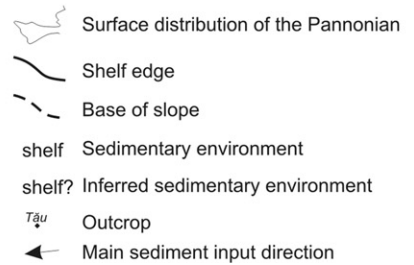 Surface distribution of the Pannonian
Shelf edge
Base of slope
shelf Sedimentary environment
shelf? Inferred sedimentary environment
Tău Outcrop
Main sediment input direction